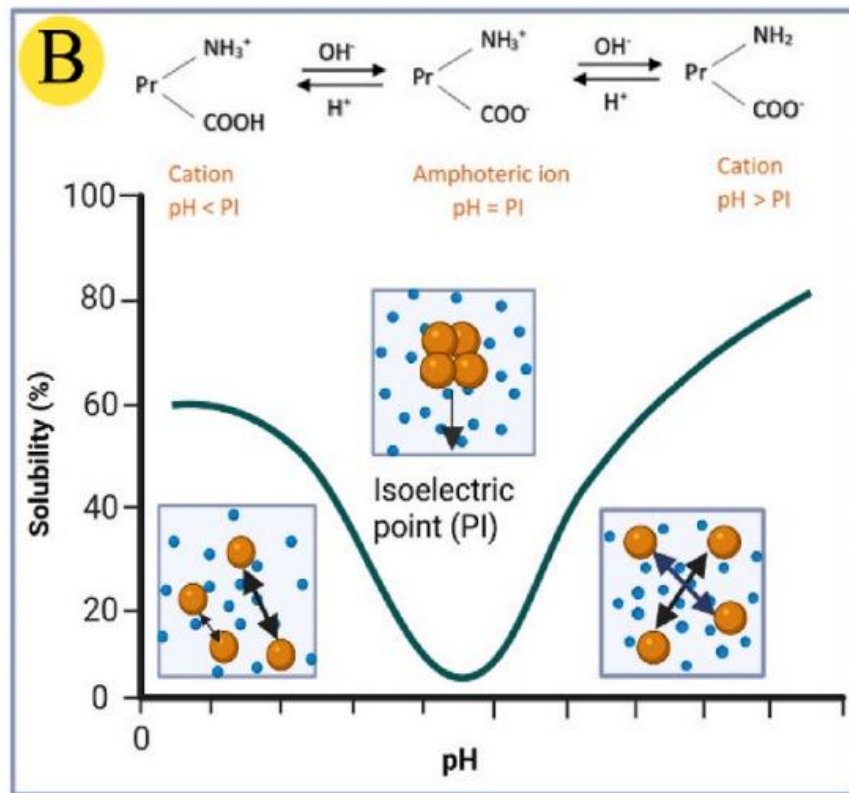 B
NH₃⁺ OH⁻ NH₃⁺ OH⁻ NH₂
Pr Pr Pr
COOH H⁺ COO⁻ H⁺ COO⁻
Cation Amphoteric ion Cation
pH < PI pH = PI pH > PI
100
80
60
40
20
0
Solubility (%)
Isoelectric
point (PI)
0
pH